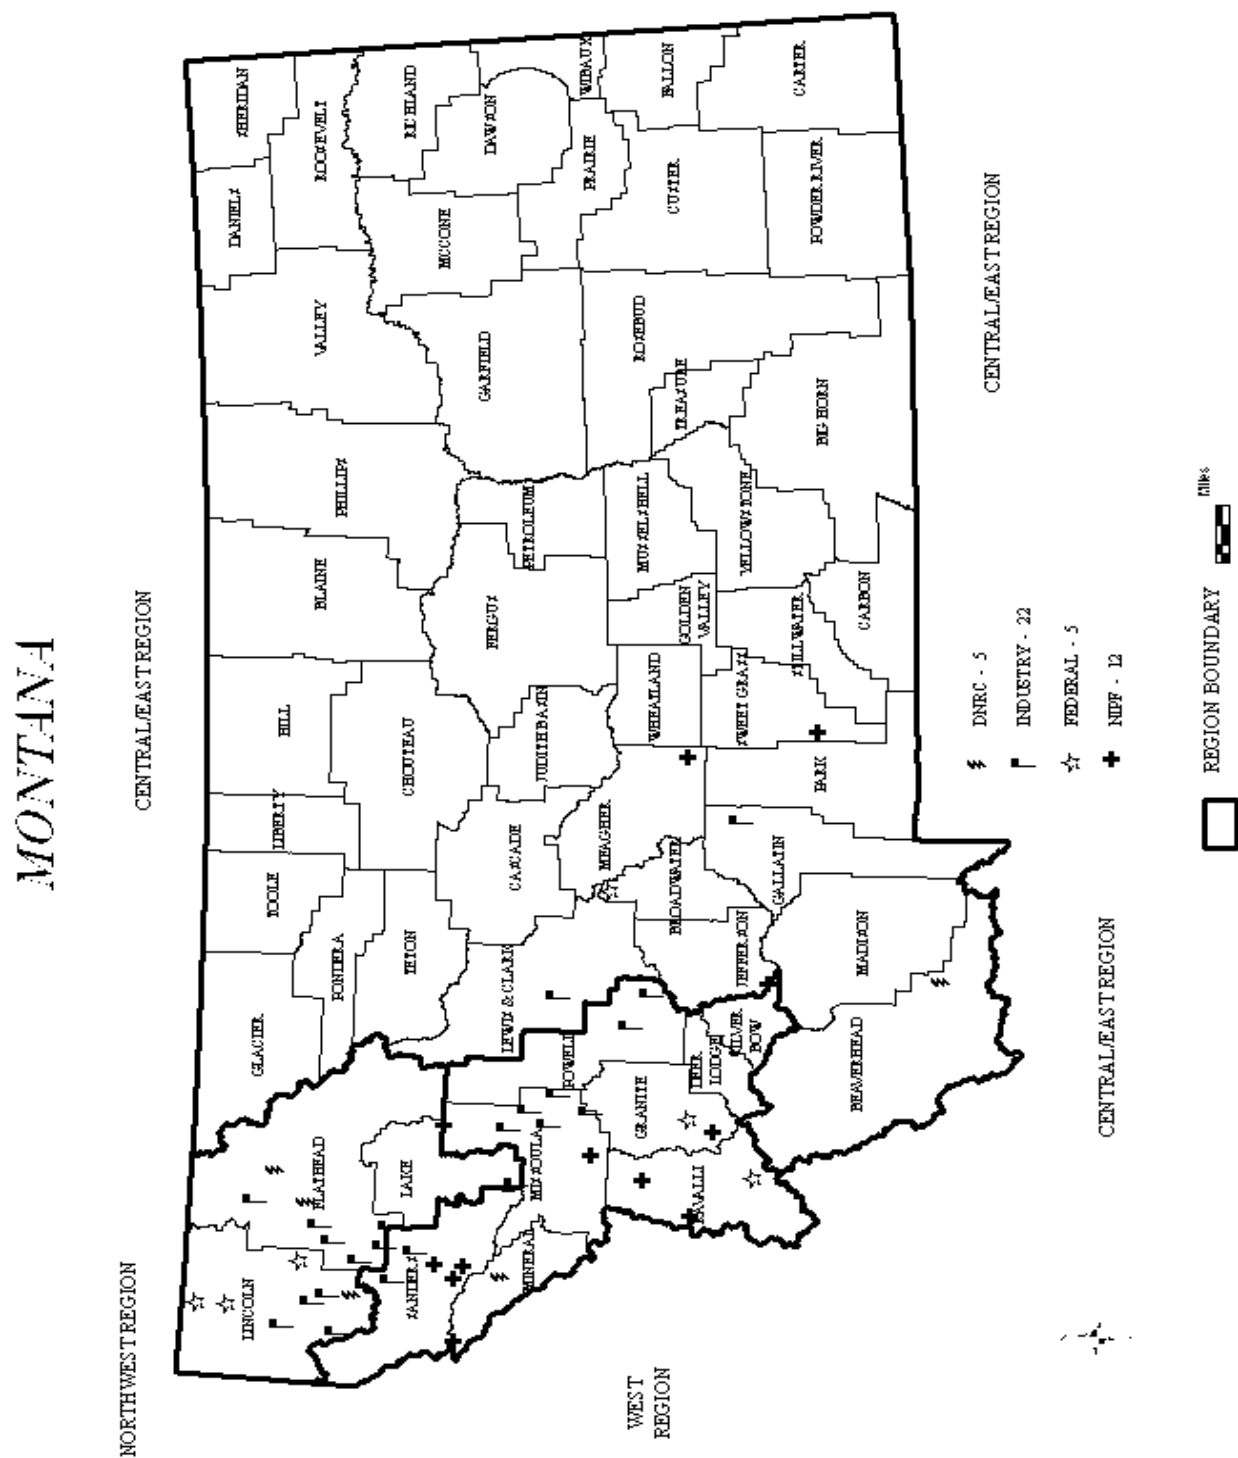 MONTANA
NORTHWEST REGION
CENTRAL/EAST REGION
LINCOLN
FLATHEAD
GLACIER
TOOLE
LIBERTY
HILL
BLAINE
PHILLIPS
VALLEY
DANIELS
SHERIDAN
ROOSEVELT
PONDERA
LAKE
TETON
CHOUTEAU
RICHLAND
MCCONE
SANDERS
LEWIS & CLARK
CASCADE
FERGUS
GARFIELD
DAWSON
JUDITH BASIN
PETROLEUM
MINERAL
MISSOULA
POWELL
MEAGHER
PRAIRIE
WIBAUX
GRANITE
BROADWATER
WHEATLAND
MUSSELSHELL
ROSEBUD
CUSTER
FALLON
GOLDEN
VALLEY
TREASURE
RAVALLI
DEER
LODGE
SILVER
BOW
JEFFERSON
GALLATIN
SWEET GRASS
YELLOWSTONE
PARK
STILLWATER
BIG HORN
POWDER RIVER
CARTER
BEAVERHEAD
MADISON
CARBON
WEST
REGION
CENTRAL/EAST REGION
CENTRAL/EAST REGION
DNRC - 5
INDUSTRY - 22
FEDERAL - 5
NIPF - 12
REGION BOUNDARY
Miles